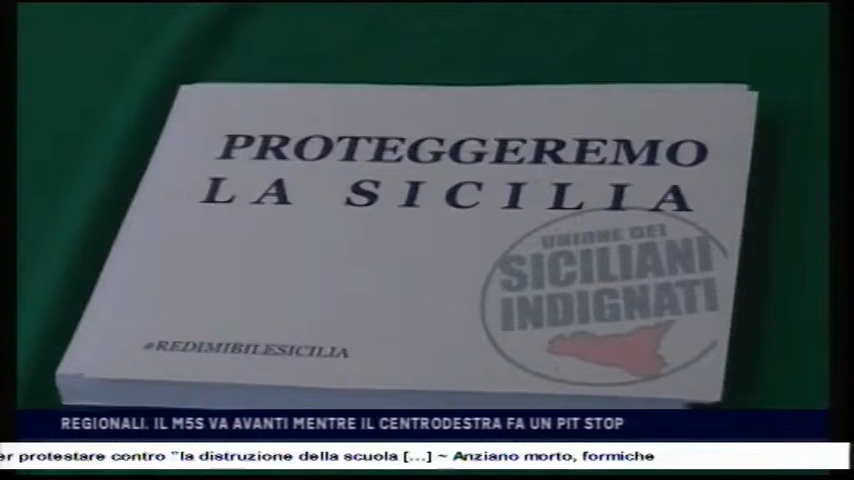 PROTEGGEREMO
LA SICILIA
UNIONE DEI
SICILIANI
INDIGNATI
#REDIMIBILESICILIA
REGIONALI. IL M5S VA AVANTI MENTRE IL CENTRODESTRA FA UN PIT STOP
er protestare contro "la distruzione della scuola [...] ~ Anziano morto, formiche